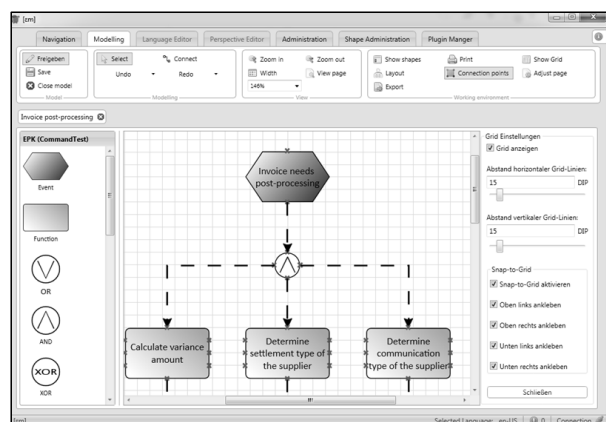 [εm]
Navigation Modelling Language Editor Perspective Editor Administration Shape Administration Plugin Manger
Freigeben
Save
Close model
Model
Select Connect
Undo Redo
Modelling
Zoom in Zoom out
Width View page
146%
View
Show shapes Print Show Grid
Layout Connection points Adjust page
Export
Working environment
Invoice post-processing
EPK (CommandTest)
Event
Function
OR
AND
XOR
XOR
Invoice needs
post-processing
Calculate variance
amount
Determine
settlement type of
the supplier
Determine
communication
type of the supplier
Grid Einstellungen
Grid anzeigen
Abstand horizontaler Grid-Linien:
15 DIP
Abstand vertikaler Grid-Linien:
15 DIP
Snap-to-Grid
Snap-to-Grid aktivieren
Oben links ankleben
Oben rechts ankleben
Unten links ankleben
Unten rechts ankleben
Schließen
[εm] Selected Language: en-US 0 Connection